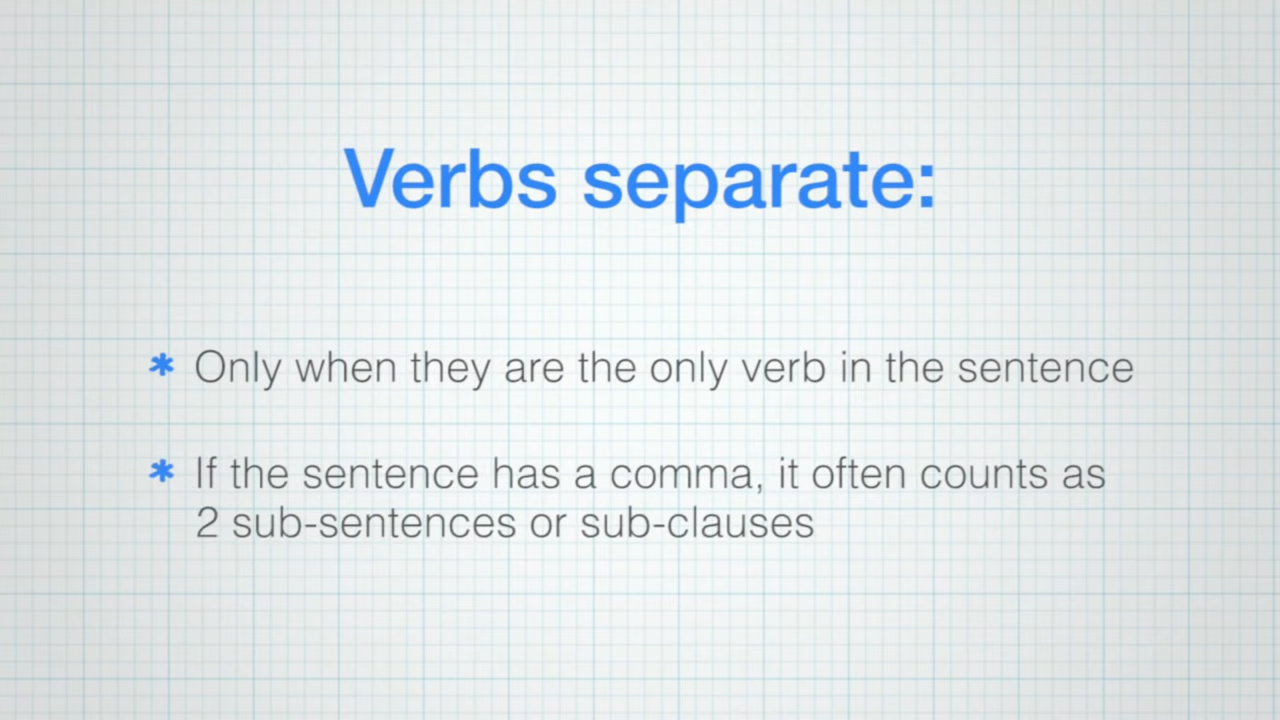 Verbs separate:
* Only when they are the only verb in the sentence
* If the sentence has a comma, it often counts as
2 sub-sentences or sub-clauses